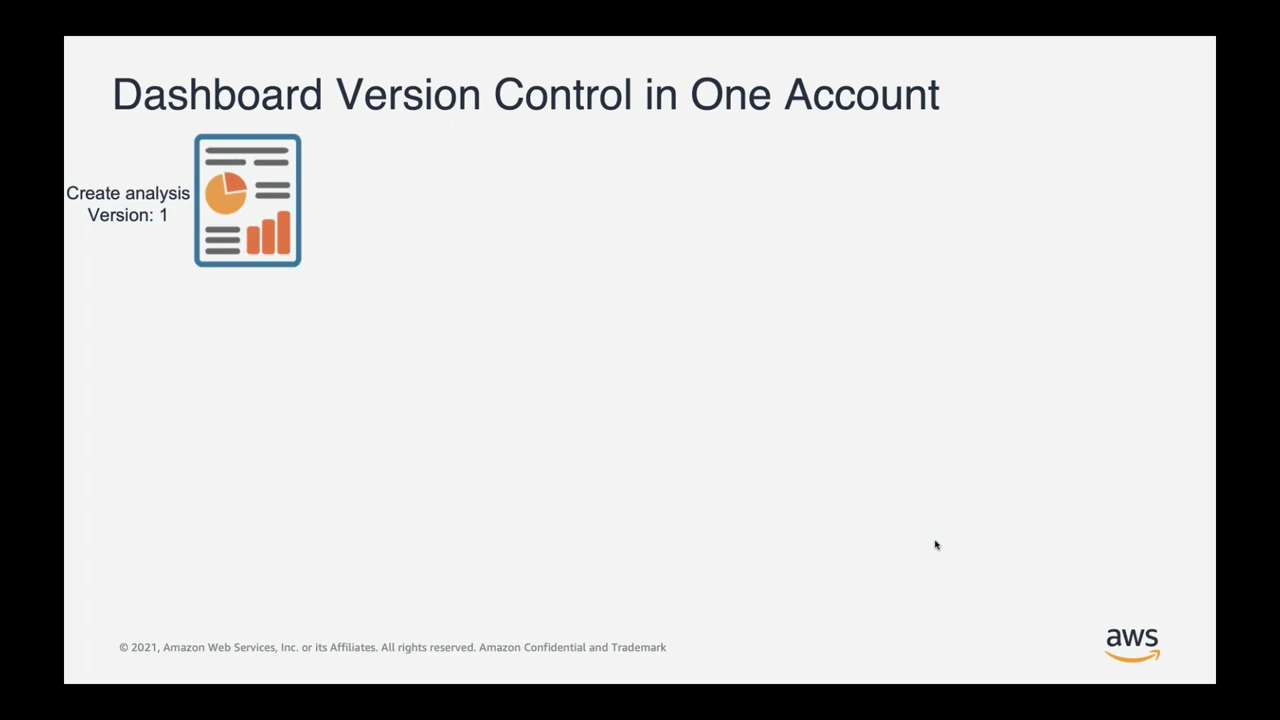 Dashboard Version Control in One Account
Create analysis
Version: 1
© 2021, Amazon Web Services, Inc. or its Affiliates. All rights reserved. Amazon Confidential and Trademark
aws